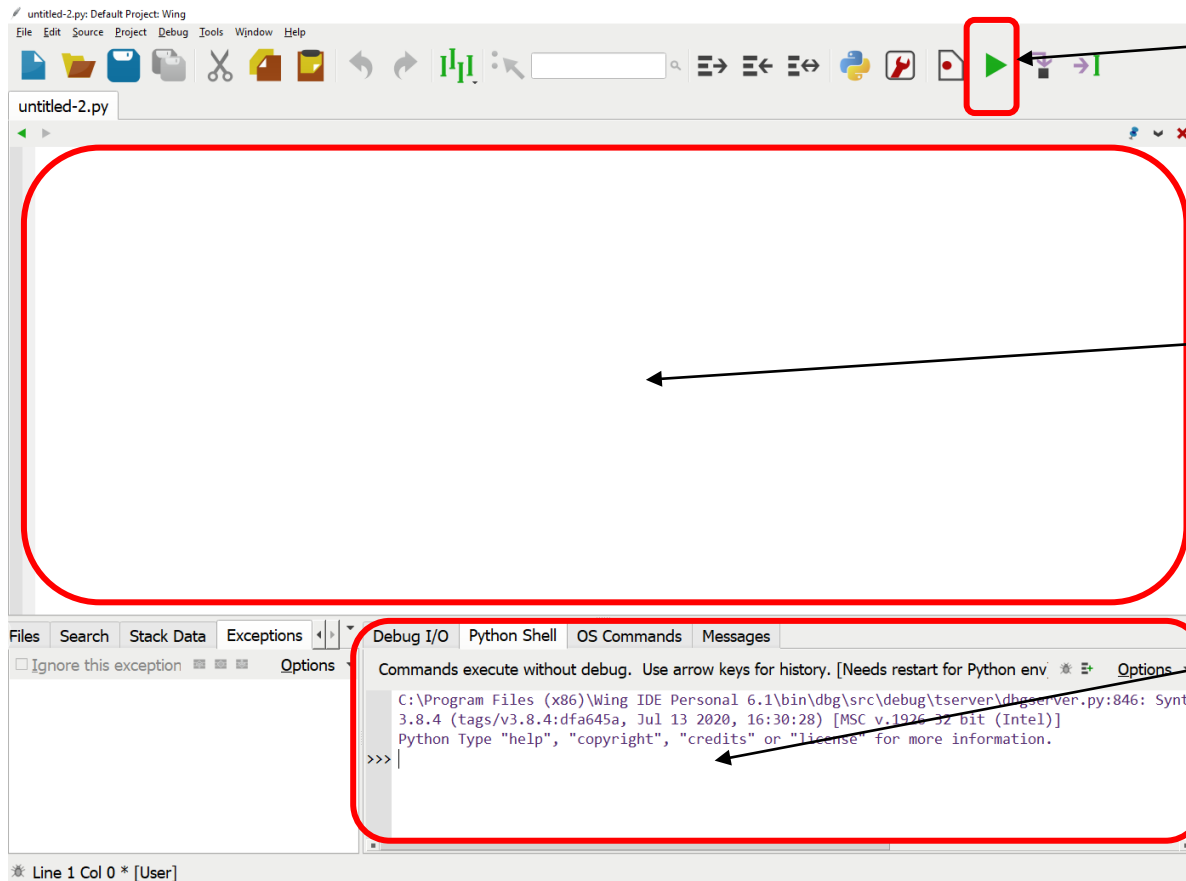 untitled-2.py: Default Project: Wing
File Edit Source Project Debug Tools Window Help
untitled-2.py
Files Search Stack Data Exceptions
Debug I/O Python Shell OS Commands Messages
Ignore this exception Options
Commands execute without debug. Use arrow keys for history. [Needs restart for Python env Options
C:\Program Files (x86)\Wing IDE Personal 6.1\bin\dbg\src\debug\tserver\dbgserver.py:846: Synt
3.8.4 (tags/v3.8.4:dfa645a, Jul 13 2020, 16:30:28) [MSC v.1926 32 bit (Intel)]
Python Type "help", "copyright", "credits" or "license" for more information.
>>>
Line 1 Col 0 * [User]